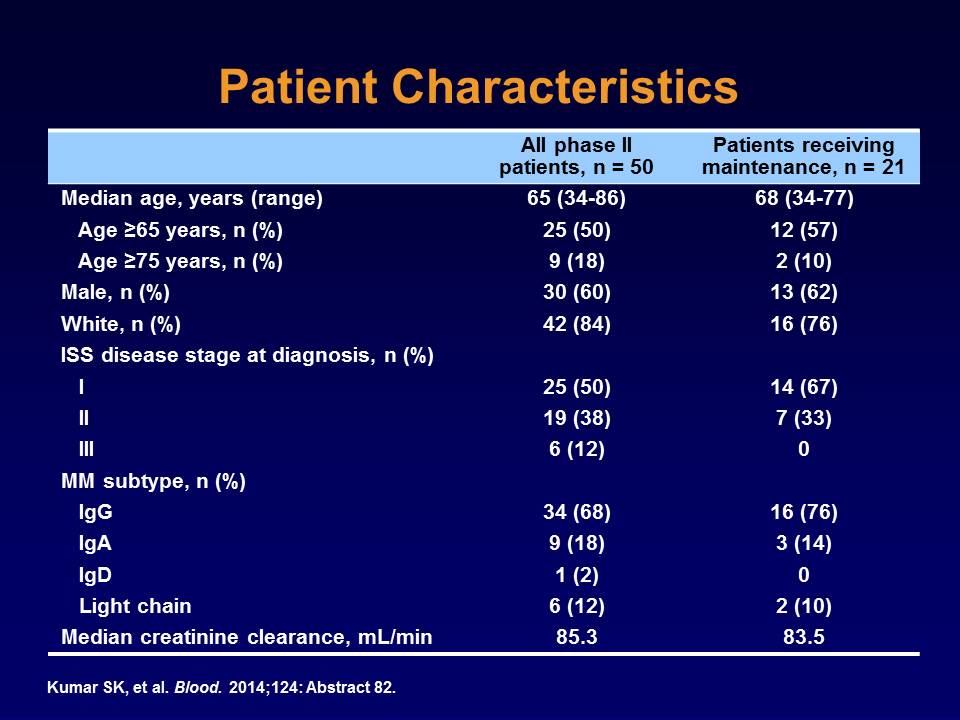 Patient Characteristics
All phase II patients, n = 50 Patients receiving maintenance, n = 21
Median age, years (range) 65 (34-86) 68 (34-77)
Age ≥65 years, n (%) 25 (50) 12 (57)
Age ≥75 years, n (%) 9 (18) 2 (10)
Male, n (%) 30 (60) 13 (62)
White, n (%) 42 (84) 16 (76)
ISS disease stage at diagnosis, n (%)
I 25 (50) 14 (67)
II 19 (38) 7 (33)
III 6 (12) 0
MM subtype, n (%)
IgG 34 (68) 16 (76)
IgA 9 (18) 3 (14)
IgD 1 (2) 0
Light chain 6 (12) 2 (10)
Median creatinine clearance, mL/min 85.3 83.5
Kumar SK, et al. Blood. 2014;124: Abstract 82.